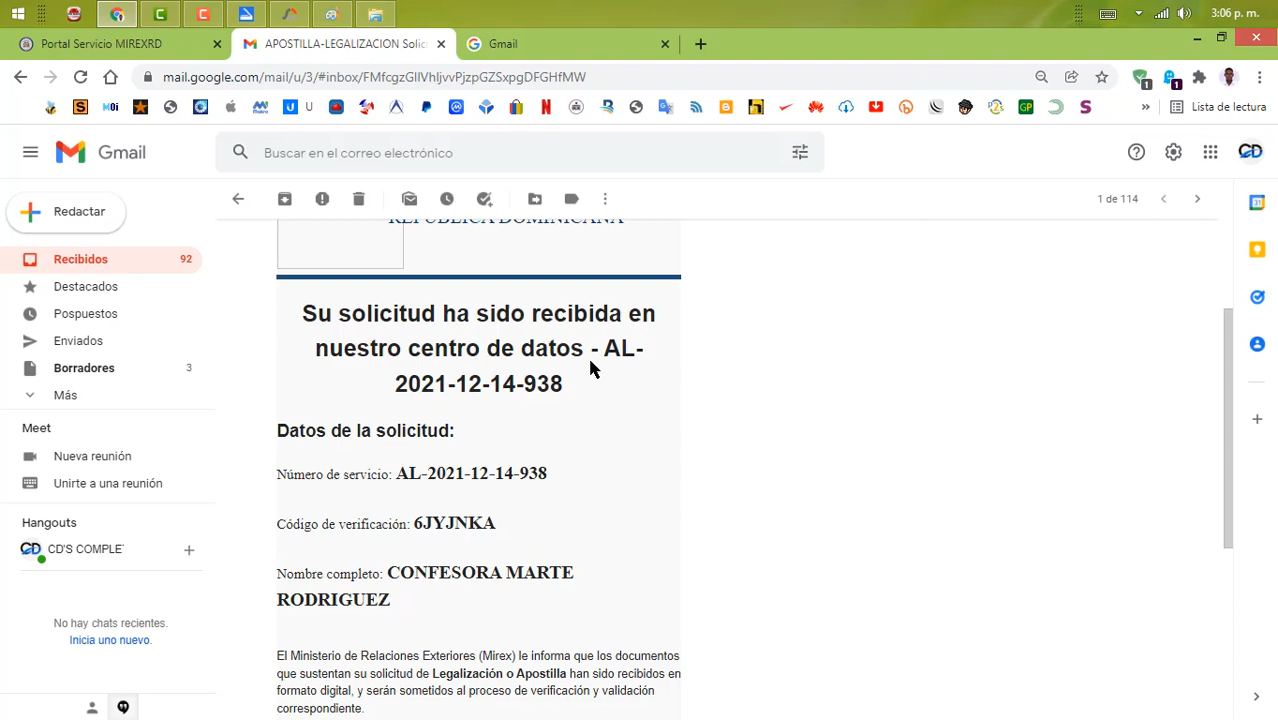 3:06 p. m.
Portal Servicio MIREXRD
APOSTILLA-LEGALIZACION Solic
Gmail
mail.google.com/mail/u/3/#inbox/FMfcgzGllVhljvvPjzpGZSxpgDFGHfMW
Lista de lectura
Gmail
Buscar en el correo electrónico
Redactar
1 de 114
Recibidos 92
Destacados
Pospuestos
Enviados
Borradores 3
Más
Meet
Nueva reunión
Unirte a una reunión
Hangouts
CD'S COMPLE
No hay chats recientes.
Inicia uno nuevo.
REPÚBLICA DOMINICANA
Su solicitud ha sido recibida en
nuestro centro de datos - AL-
2021-12-14-938
Datos de la solicitud:
Número de servicio: AL-2021-12-14-938
Código de verificación: 6JYJNKA
Nombre completo: CONFESORA MARTE
RODRIGUEZ
El Ministerio de Relaciones Exteriores (Mirex) le informa que los documentos
que sustentan su solicitud de Legalización o Apostilla han sido recibidos en
formato digital, y serán sometidos al proceso de verificación y validación
correspondiente.